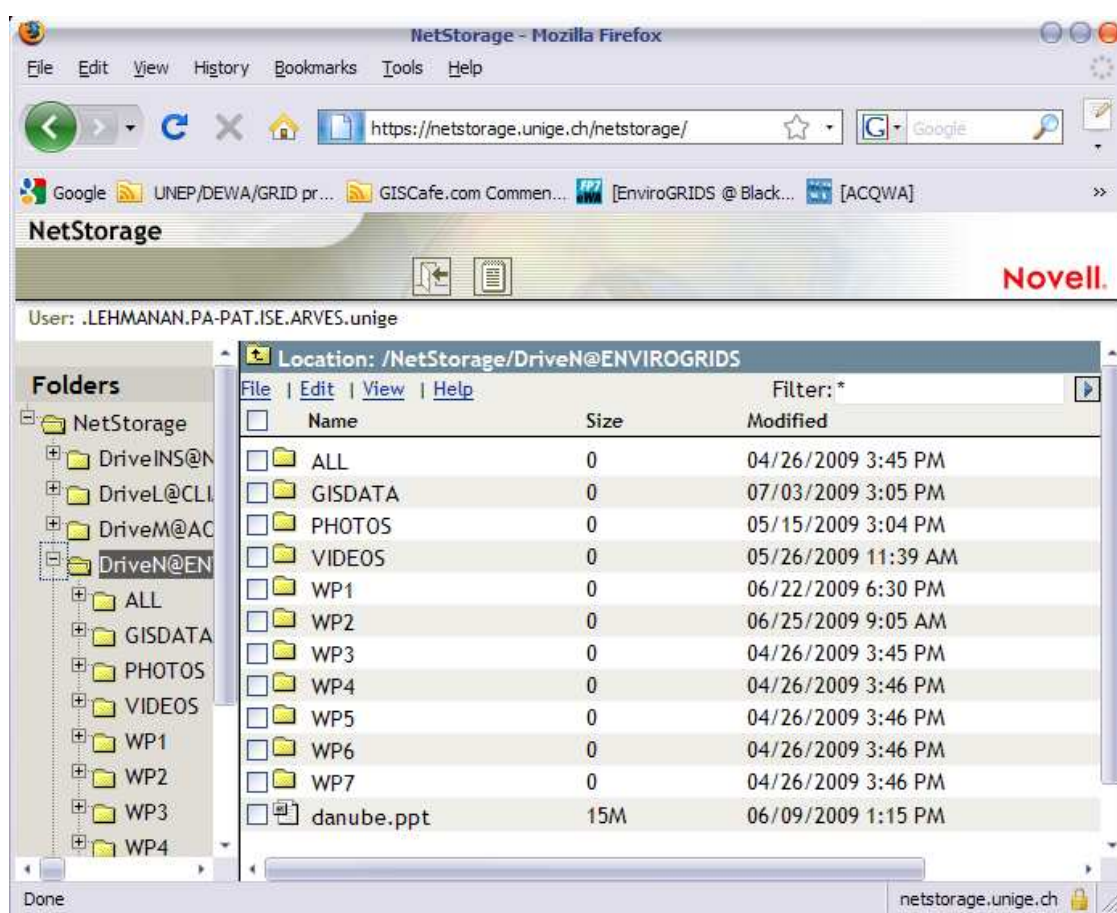 NetStorage - Mozilla Firefox
File Edit View History Bookmarks Tools Help
https://netstorage.unige.ch/netstorage/ G Google
Google UNEP/DEWA/GRID pr... GISCafe.com Commen... FP7 [EnviroGRIDS @ Black... [ACQWA] »
NetStorage
Novell.
User: .LEHMANAN.PA-PAT.ISE.ARVES.unige
Folders
NetStorage
DriveINS@N
DriveL@CLI
DriveM@AC
DriveN@EN
ALL
GISDATA
PHOTOS
VIDEOS
WP1
WP2
WP3
WP4
Location: /NetStorage/DriveN@ENVIROGRIDS
File | Edit | View | Help Filter: *
Name Size Modified
ALL 0 04/26/2009 3:45 PM
GISDATA 0 07/03/2009 3:05 PM
PHOTOS 0 05/15/2009 3:04 PM
VIDEOS 0 05/26/2009 11:39 AM
WP1 0 06/22/2009 6:30 PM
WP2 0 06/25/2009 9:05 AM
WP3 0 04/26/2009 3:45 PM
WP4 0 04/26/2009 3:46 PM
WP5 0 04/26/2009 3:46 PM
WP6 0 04/26/2009 3:46 PM
WP7 0 04/26/2009 3:46 PM
danube.ppt 15M 06/09/2009 1:15 PM
Done netstorage.unige.ch